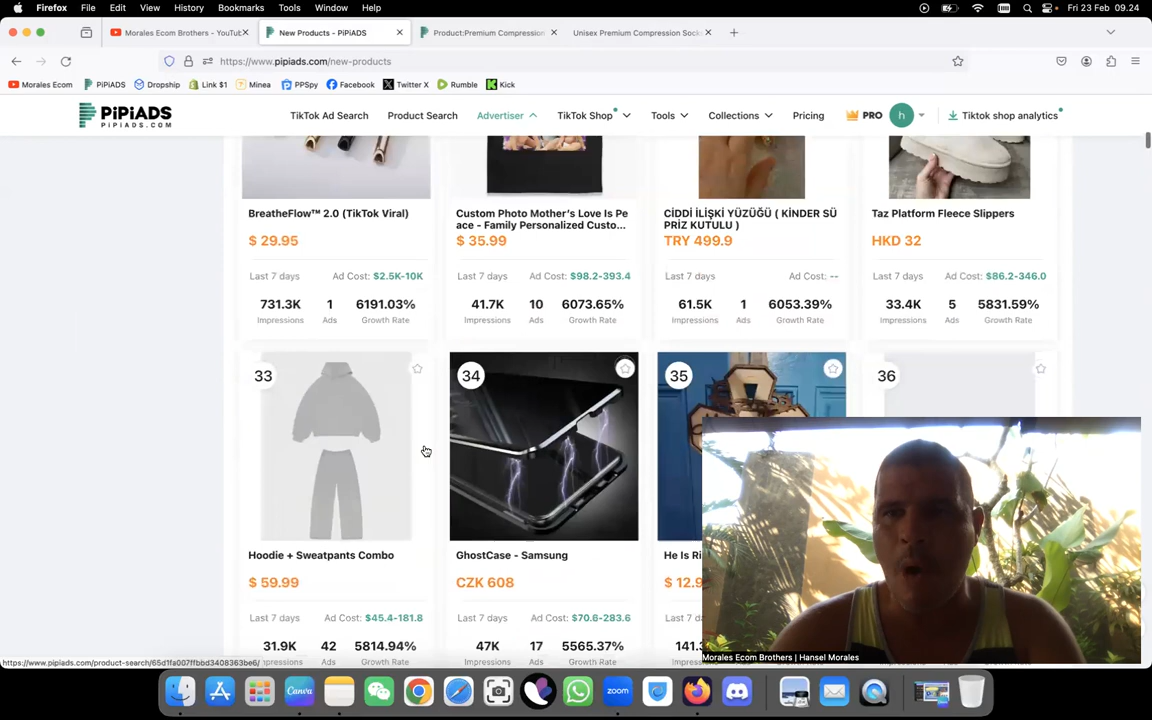 Firefox File Edit View History Bookmarks Tools Window Help Fri 23 Feb 09.24
Morales Ecom Brothers - YouTub New Products - PiPiADS Product:Premium Compression Unisex Premium Compression Socks
https://www.pipiads.com/new-products
Morales Ecom PiPiADS Dropship Link $1 Minea PPSpy Facebook Twitter X Rumble Kick
PiPiADS
PIPIADS.COM
TikTok Ad Search Product Search Advertiser TikTok Shop Tools Collections Pricing PRO h Tiktok shop analytics
BreatheFlow™ 2.0 (TikTok Viral)
$ 29.95
Last 7 days Ad Cost: $2.5K-10K
731.3K 1 6191.03%
Impressions Ads Growth Rate
Custom Photo Mother's Love Is Pe
ace - Family Personalized Custo...
$ 35.99
Last 7 days Ad Cost: $98.2-393.4
41.7K 10 6073.65%
Impressions Ads Growth Rate
CİDDİ İLİŞKİ YÜZÜĞÜ ( KİNDER SÜ
PRİZ KUTULU )
TRY 499.9
Last 7 days Ad Cost: --
61.5K 1 6053.39%
Impressions Ads Growth Rate
Taz Platform Fleece Slippers
HKD 32
Last 7 days Ad Cost: $86.2-346.0
33.4K 5 5831.59%
Impressions Ads Growth Rate
33
Hoodie + Sweatpants Combo
$ 59.99
Last 7 days Ad Cost: $45.4-181.8
31.9K 42 5814.94%
Impressions Ads Growth Rate
34
GhostCase - Samsung
CZK 608
Last 7 days Ad Cost: $70.6-283.6
47K 17 5565.37%
Impressions Ads Growth Rate
35
He Is Ri
$ 12.9
Last 7 days
141.
36
https://www.pipiads.com/product-search/65d1fa007ffbbd3408363be6/
Morales Ecom Brothers | Hansel Morales
zoom